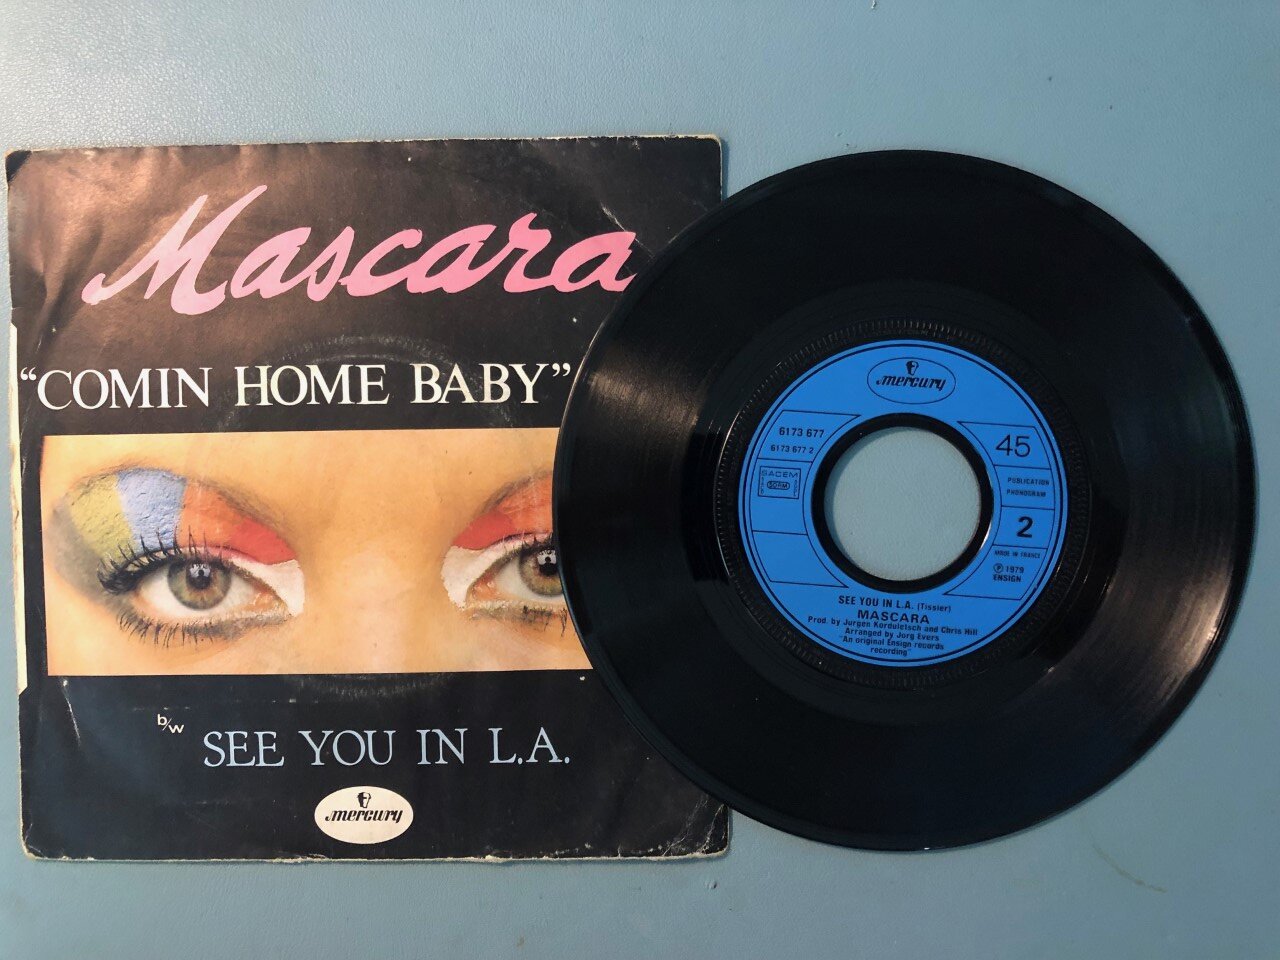 Mascara
"COMIN HOME BABY"
b/w
SEE YOU IN L.A.
mercury
mercury
6173 677
6173 677 2
SACEM
45
PUBLICATION
PHONOGRAM
2
MADE IN FRANCE
℗ 1979
ENSIGN
SEE YOU IN L.A. (Tissier)
MASCARA
Prod. by Jurgen Korduletsch and Chris Hill
Arranged by Jorg Evers
"An original Ensign records
recording"